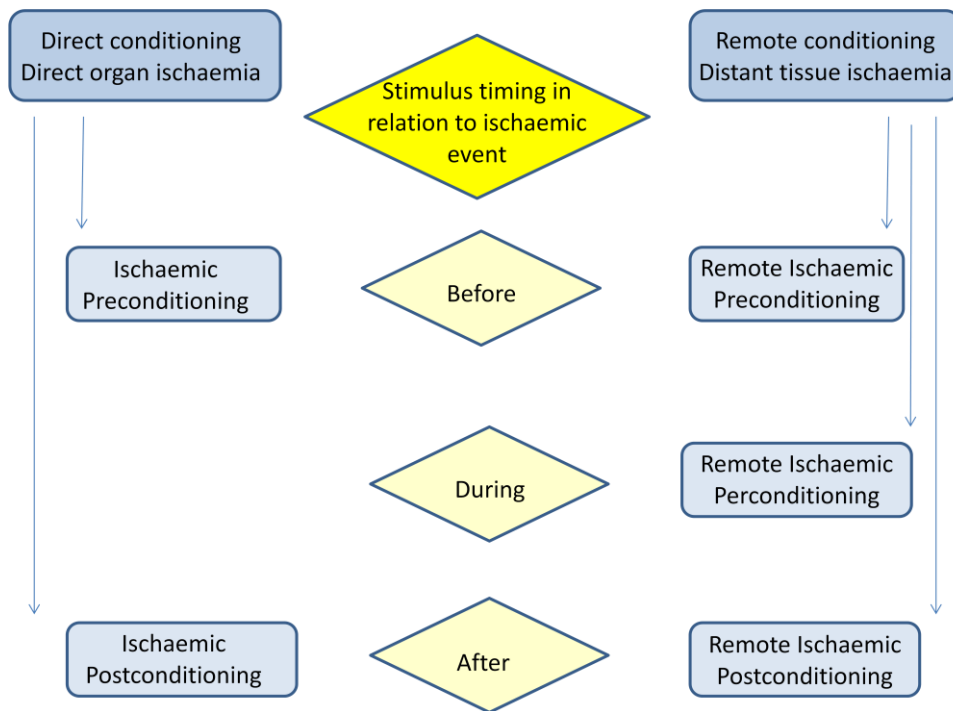 Direct conditioning
Direct organ ischaemia
Stimulus timing in
relation to ischaemic
event
Remote conditioning
Distant tissue ischaemia
Ischaemic
Preconditioning
Before
Remote Ischaemic
Preconditioning
During
Remote Ischaemic
Perconditioning
Ischaemic
Postconditioning
After
Remote Ischaemic
Postconditioning